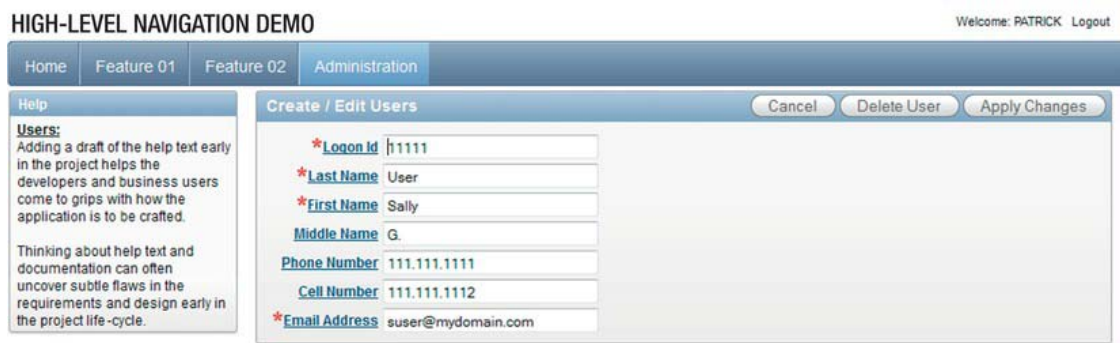 HIGH-LEVEL NAVIGATION DEMO
Welcome: PATRICK Logout
Home Feature 01 Feature 02 Administration
Help
Users:
Adding a draft of the help text early
in the project helps the
developers and business users
come to grips with how the
application is to be crafted.
Thinking about help text and
documentation can often
uncover subtle flaws in the
requirements and design early in
the project life-cycle.
Create / Edit Users Cancel Delete User Apply Changes
*Logon Id 11111
*Last Name User
*First Name Sally
Middle Name G.
Phone Number 111.111.1111
Cell Number 111.111.1112
*Email Address suser@mydomain.com